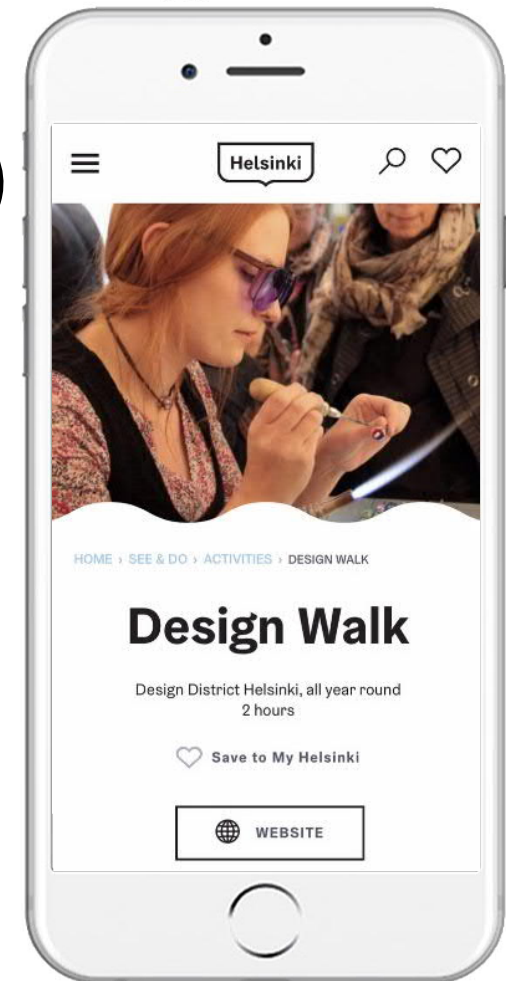 Helsinki
HOME › SEE & DO › ACTIVITIES › DESIGN WALK
Design Walk
Design District Helsinki, all year round
2 hours
Save to My Helsinki
WEBSITE